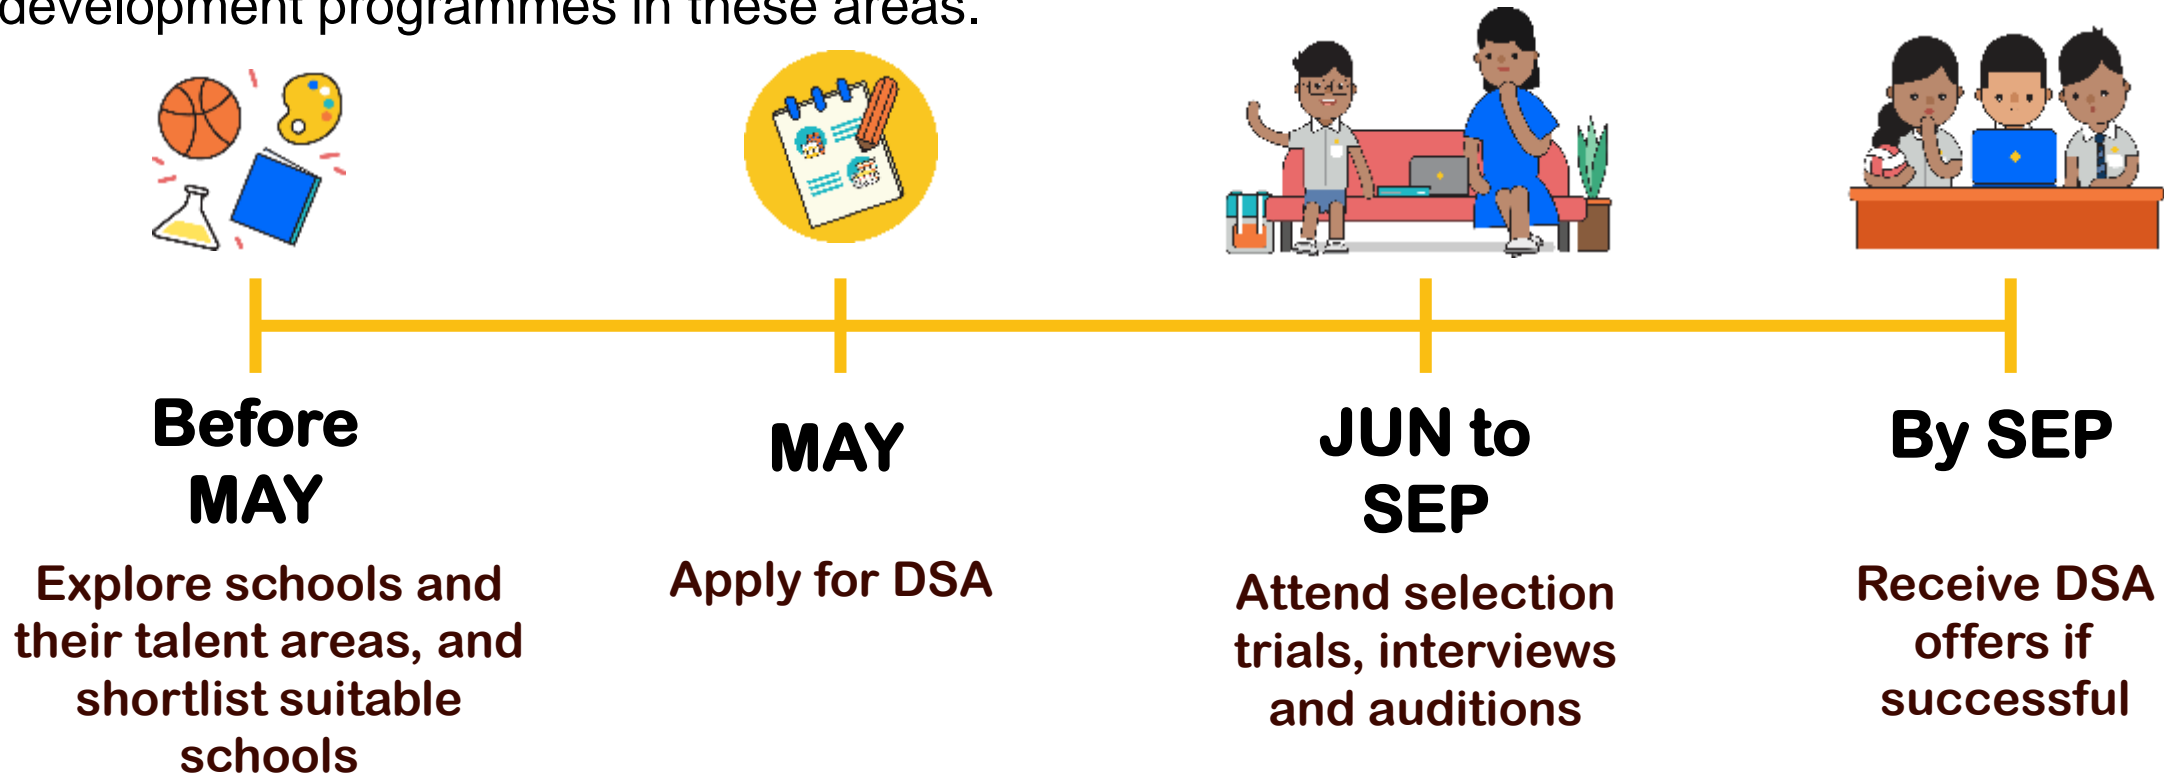 development programmes in these areas.
Before
MAY
Explore schools and
their talent areas, and
shortlist suitable
schools
MAY
Apply for DSA
JUN to
SEP
Attend selection
trials, interviews
and auditions
By SEP
Receive DSA
offers if
successful